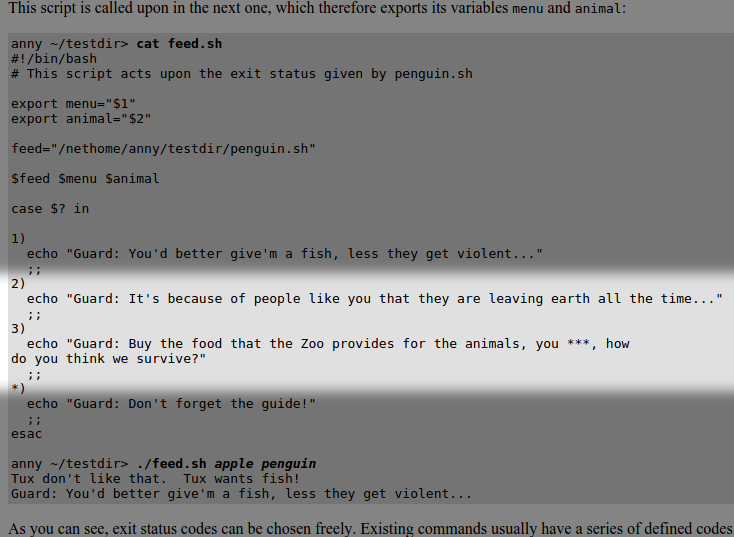 This script is called upon in the next one, which therefore exports its variables menu and animal:
anny ~/testdir> cat feed.sh
#!/bin/bash
# This script acts upon the exit status given by penguin.sh
export menu="$1"
export animal="$2"
feed="/nethome/anny/testdir/penguin.sh"
$feed $menu $animal
case $? in
1)
  echo "Guard: You'd better give'm a fish, less they get violent..."
  ;;
2)
  echo "Guard: It's because of people like you that they are leaving earth all the time..."
  ;;
3)
  echo "Guard: Buy the food that the Zoo provides for the animals, you ***, how
do you think we survive?"
  ;;
*)
  echo "Guard: Don't forget the guide!"
  ;;
esac
anny ~/testdir> ./feed.sh apple penguin
Tux don't like that.  Tux wants fish!
Guard: You'd better give'm a fish, less they get violent...
As you can see, exit status codes can be chosen freely. Existing commands usually have a series of defined codes